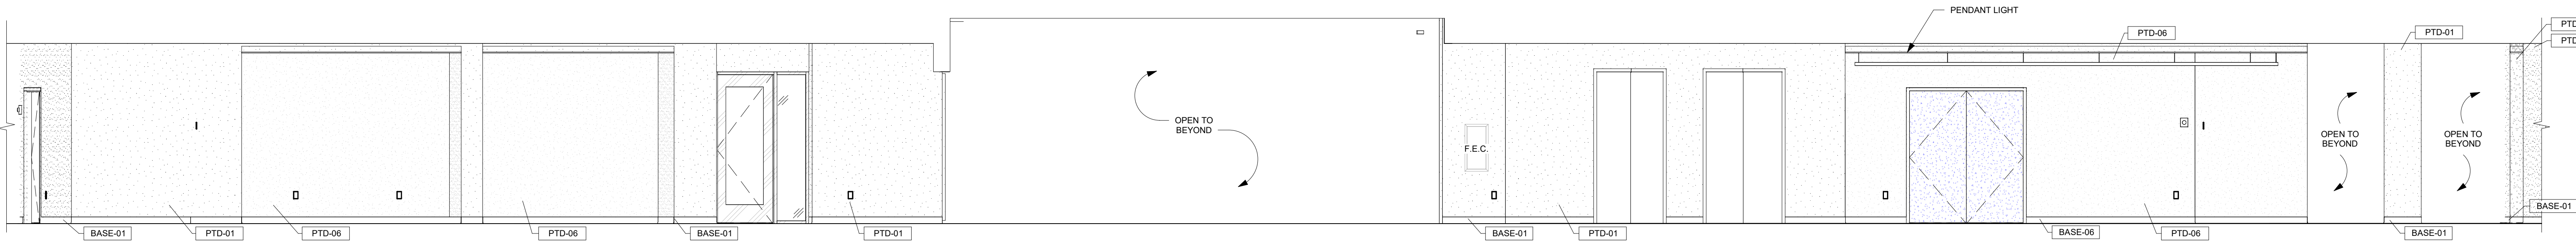 PENDANT LIGHT
PTD-06
PTD-01
OPEN TO
BEYOND
F.E.C.
OPEN TO
BEYOND
OPEN TO
BEYOND
BASE-01
BASE-01
PTD-01
PTD-06
PTD-06
BASE-01
PTD-01
BASE-01
PTD-01
BASE-06
PTD-06
BASE-01